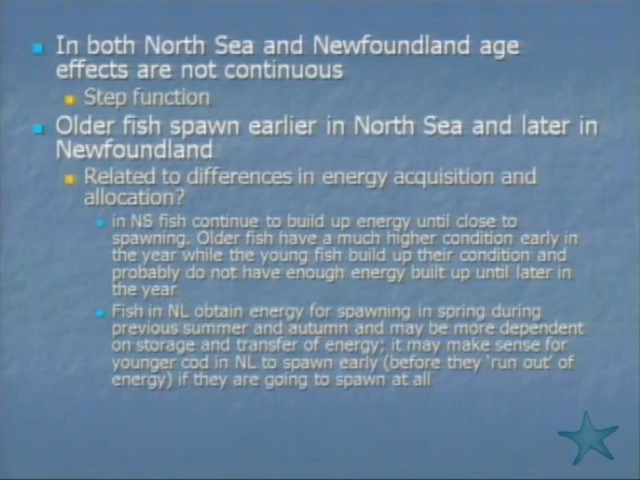 In both North Sea and Newfoundland age
effects are not continuous
Step function
Older fish spawn earlier in North Sea and later in
Newfoundland
Related to differences in energy acquisition and
allocation?
in NS fish continue to build up energy until close to
spawning. Older fish have a much higher condition early in
the year while the young fish build up their condition and
probably do not have enough energy built up until later in
the year
Fish in NL obtain energy for spawning in spring during
previous summer and autumn and may be more dependent
on storage and transfer of energy; it may make sense for
younger cod in NL to spawn early (before they 'run out' of
energy) if they are going to spawn at all